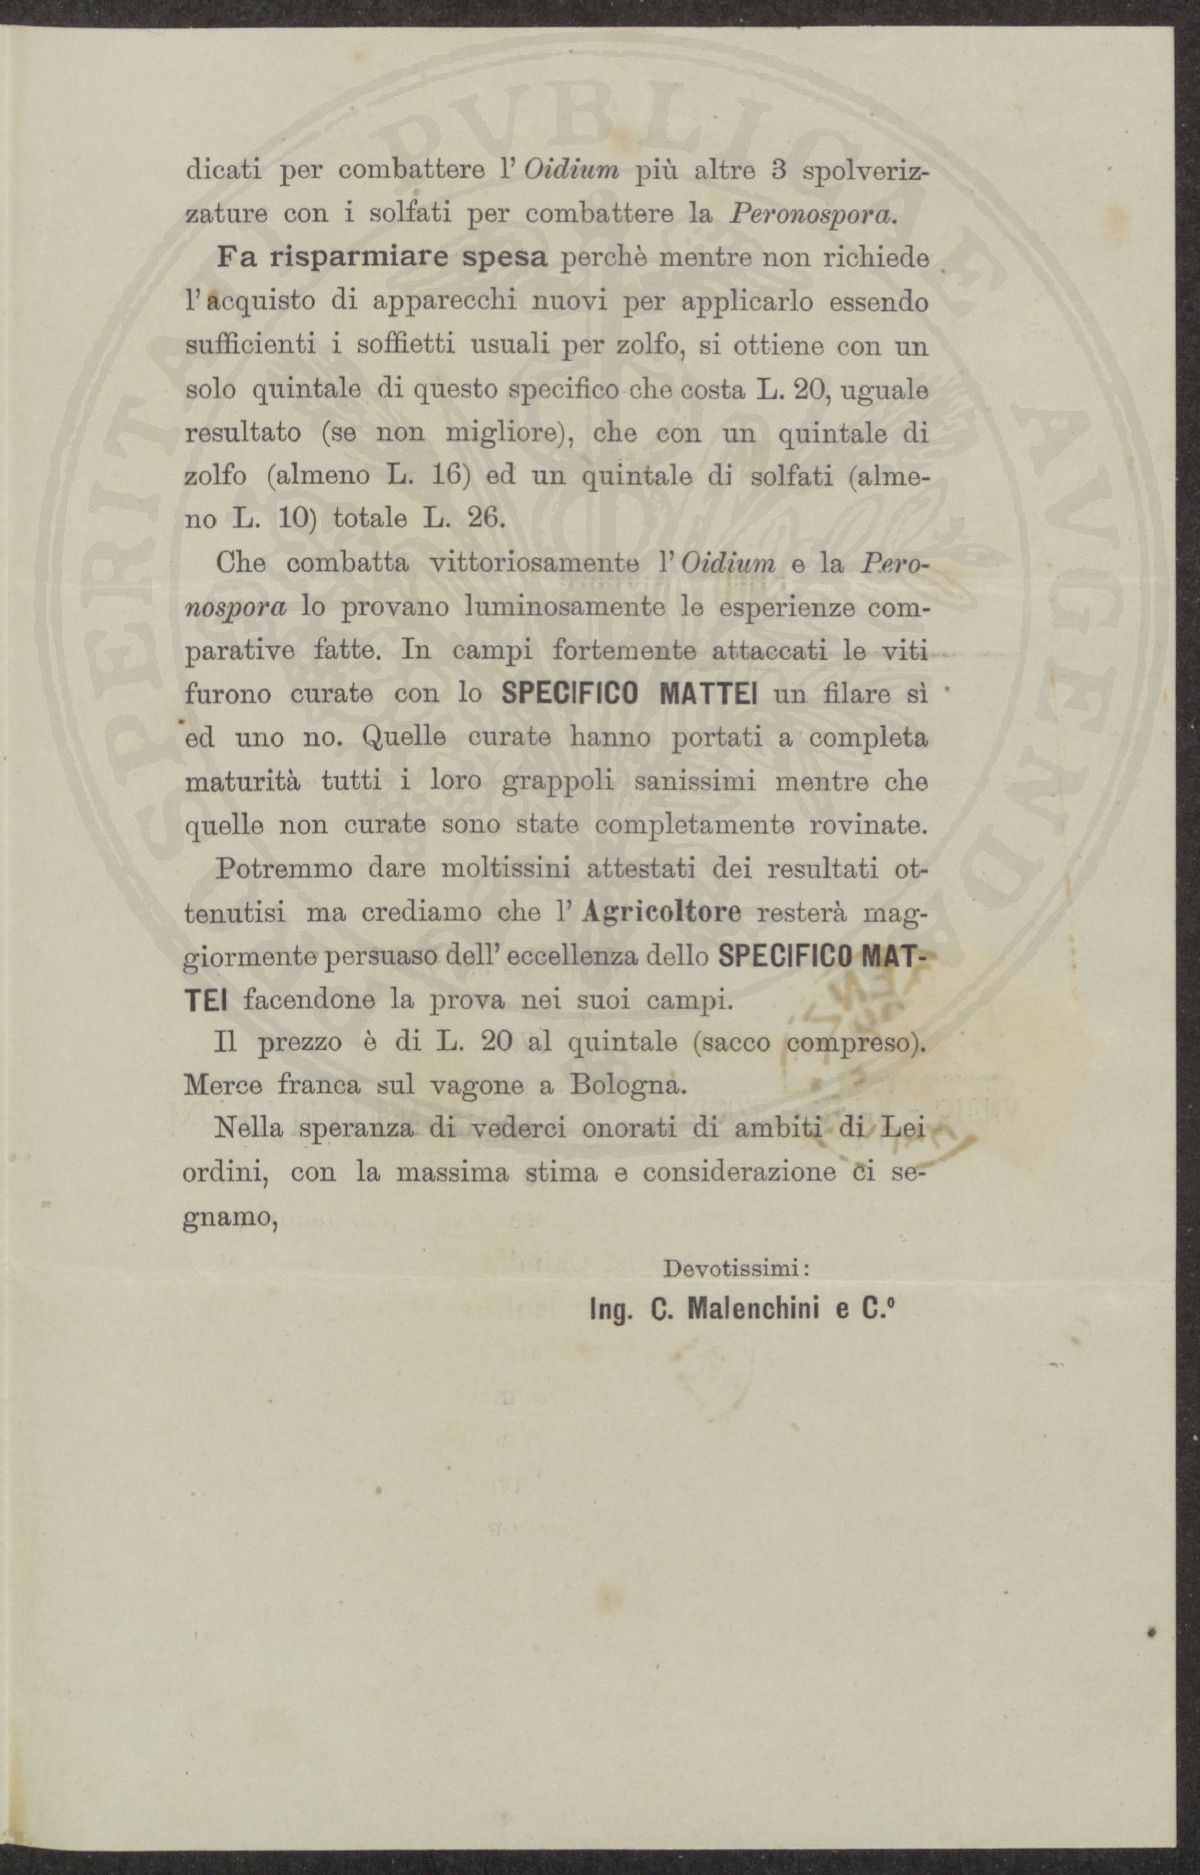 dicati per combattere l' Oidium più altre 3 spolveriz-
zature con i solfati per combattere la Peronospora.
Fa risparmiare spesa perchè mentre non richiede
l'acquisto di apparecchi nuovi per applicarlo essendo
sufficienti i soffietti usuali per zolfo, si ottiene con un
solo quintale di questo specifico che costa L. 20, uguale
resultato (se non migliore), che con un quintale di
zolfo (almeno L. 16) ed un quintale di solfati (alme-
no L. 10) totale L. 26.
Che combatta vittoriosamente l' Oidium e la Pero-
nospora lo provano luminosamente le esperienze com-
parative fatte. In campi fortemente attaccati le viti
furono curate con lo SPECIFICO MATTEI un filare sì
ed uno no. Quelle curate hanno portati a completa
maturità tutti i loro grappoli sanissimi mentre che
quelle non curate sono state completamente rovinate.
Potremmo dare moltissini attestati dei resultati ot-
tenutisi ma crediamo che l' Agricoltore resterà mag-
giormente persuaso dell' eccellenza dello SPECIFICO MAT-
TEI facendone la prova nei suoi campi.
Il prezzo è di L. 20 al quintale (sacco compreso).
Merce franca sul vagone a Bologna.
Nella speranza di vederci onorati di ambiti di Lei
ordini, con la massima stima e considerazione ci se-
gnamo,
Devotissimi:
Ing. C. Malenchini e C.º
PROSPERITATI PUBLICAE AUGENDAE